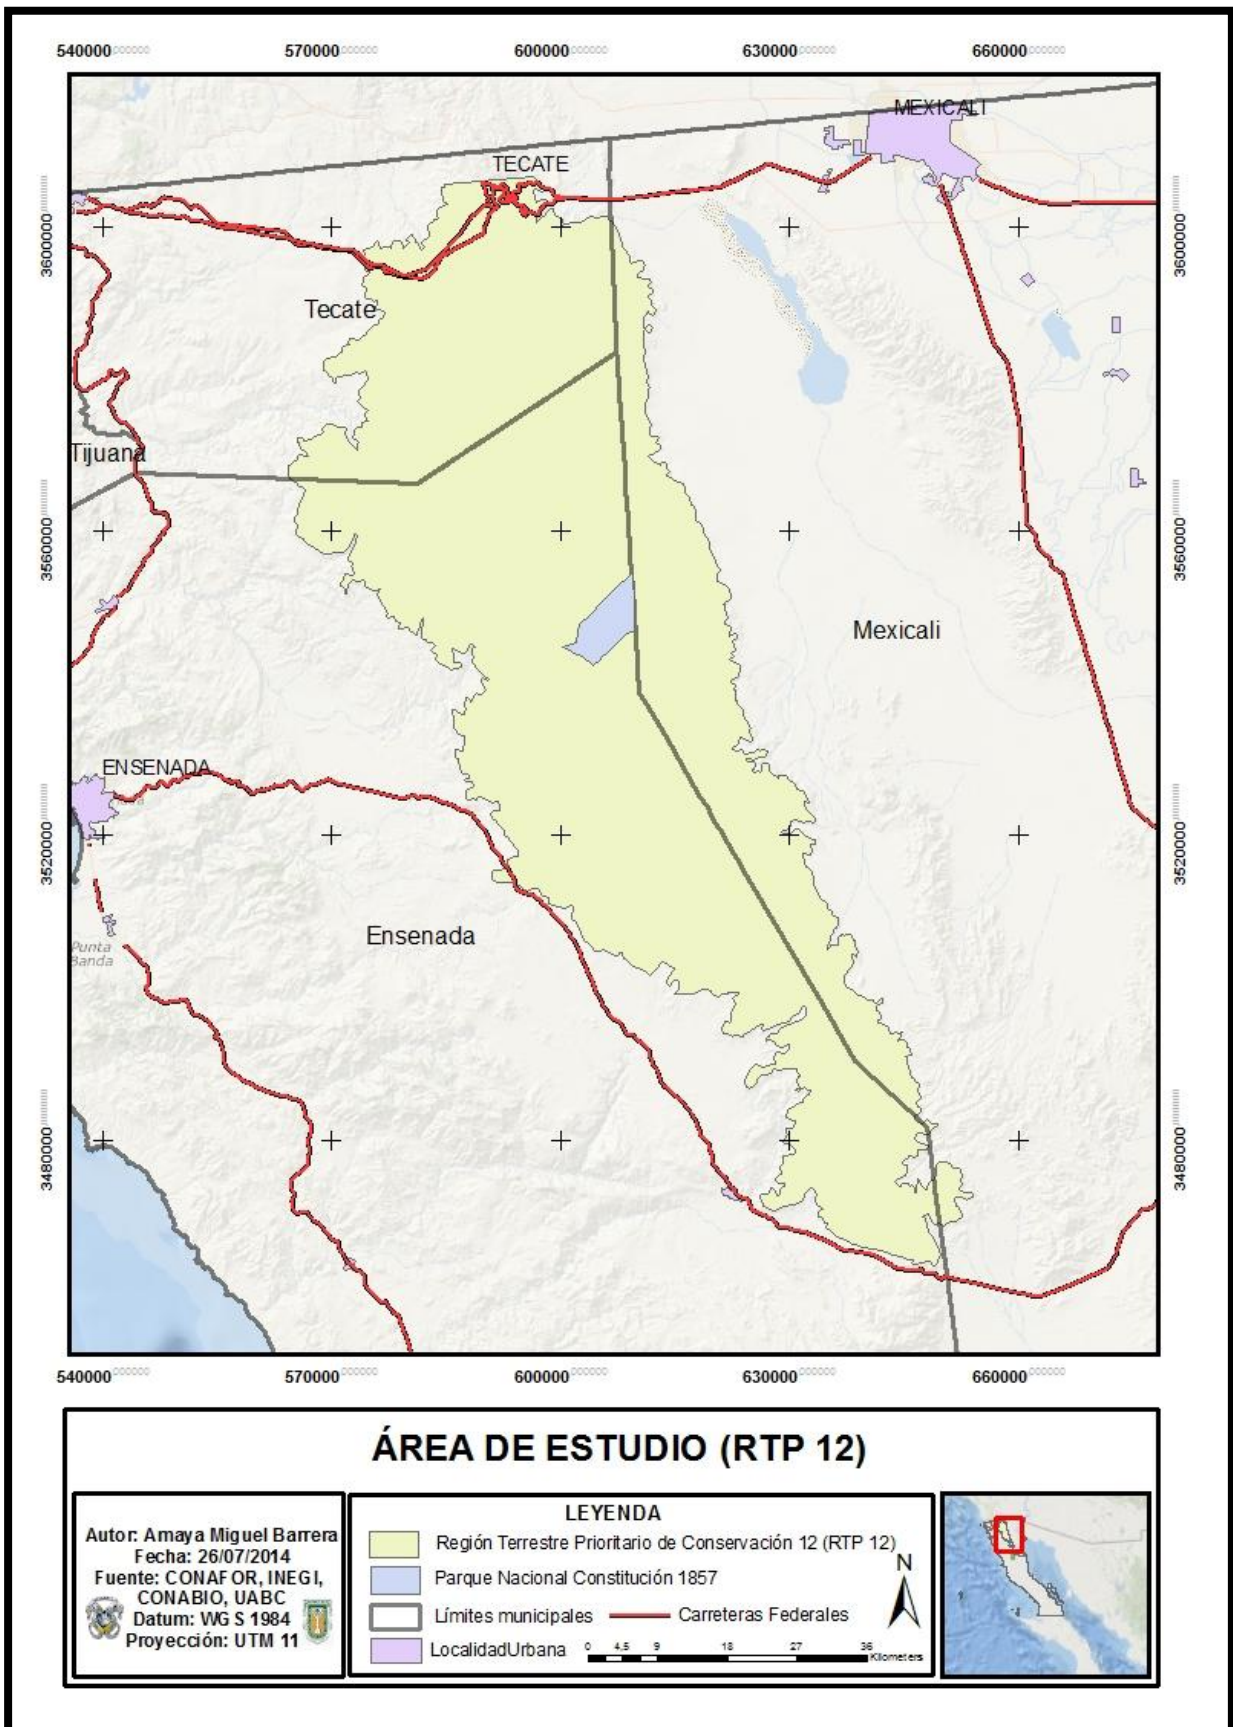 540000 570000 600000 630000 660000
MEXICALI
TECATE
3600000 3600000
Tecate
Tijuana
3560000 3560000
Mexicali
ENSENADA
3520000 3520000
Ensenada
Punta
Banda
3480000 3480000
540000 570000 600000 630000 660000
ÁREA DE ESTUDIO (RTP 12)
Autor: Amaya Miguel Barrera
Fecha: 26/07/2014
Fuente: CONAFOR, INEGI,
CONABIO, UABC
Datum: WGS 1984
Proyección: UTM 11
LEYENDA
Región Terrestre Prioritario de Conservación 12 (RTP 12)
Parque Nacional Constitución 1857
Límites municipales Carreteras Federales
LocalidadUrbana
0 4.5 9 18 27 36
Kilometers
N